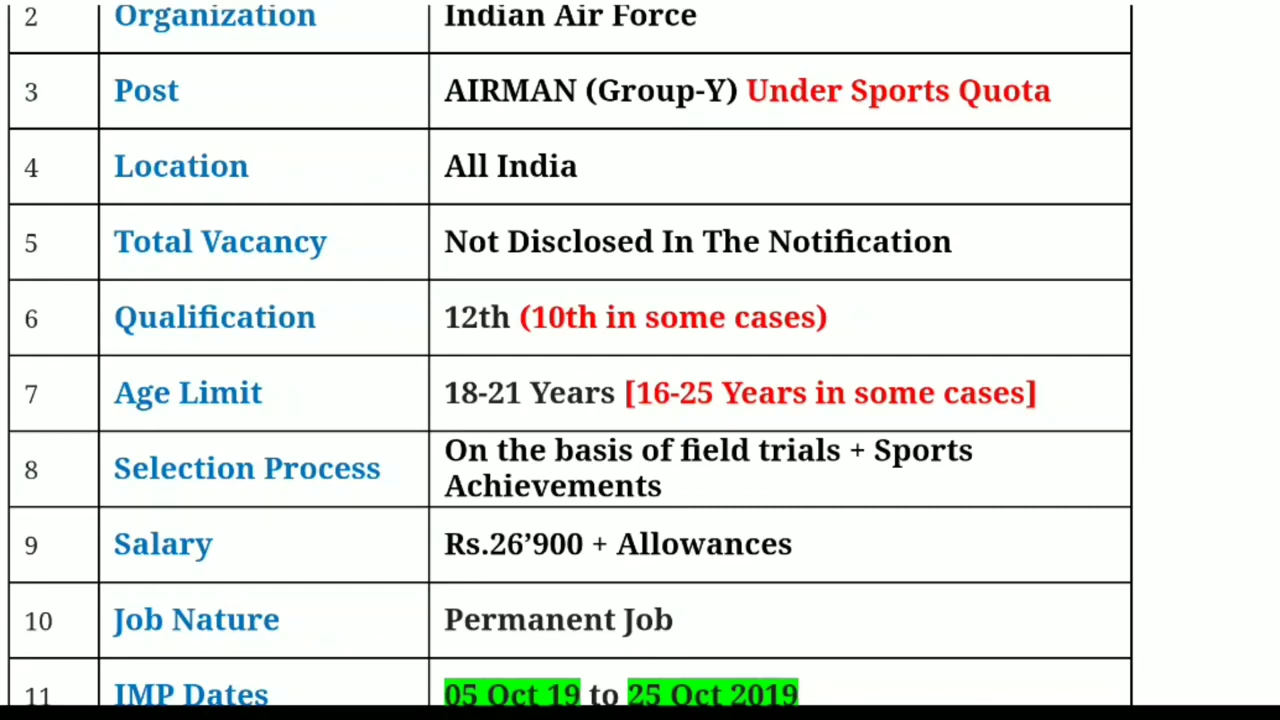 2 Organization Indian Air Force
3 Post AIRMAN (Group-Y) Under Sports Quota
4 Location All India
5 Total Vacancy Not Disclosed In The Notification
6 Qualification 12th (10th in some cases)
7 Age Limit 18-21 Years [16-25 Years in some cases]
8 Selection Process On the basis of field trials + Sports
Achievements
9 Salary Rs.26’900 + Allowances
10 Job Nature Permanent Job
11 IMP Dates 05 Oct 19 to 25 Oct 2019